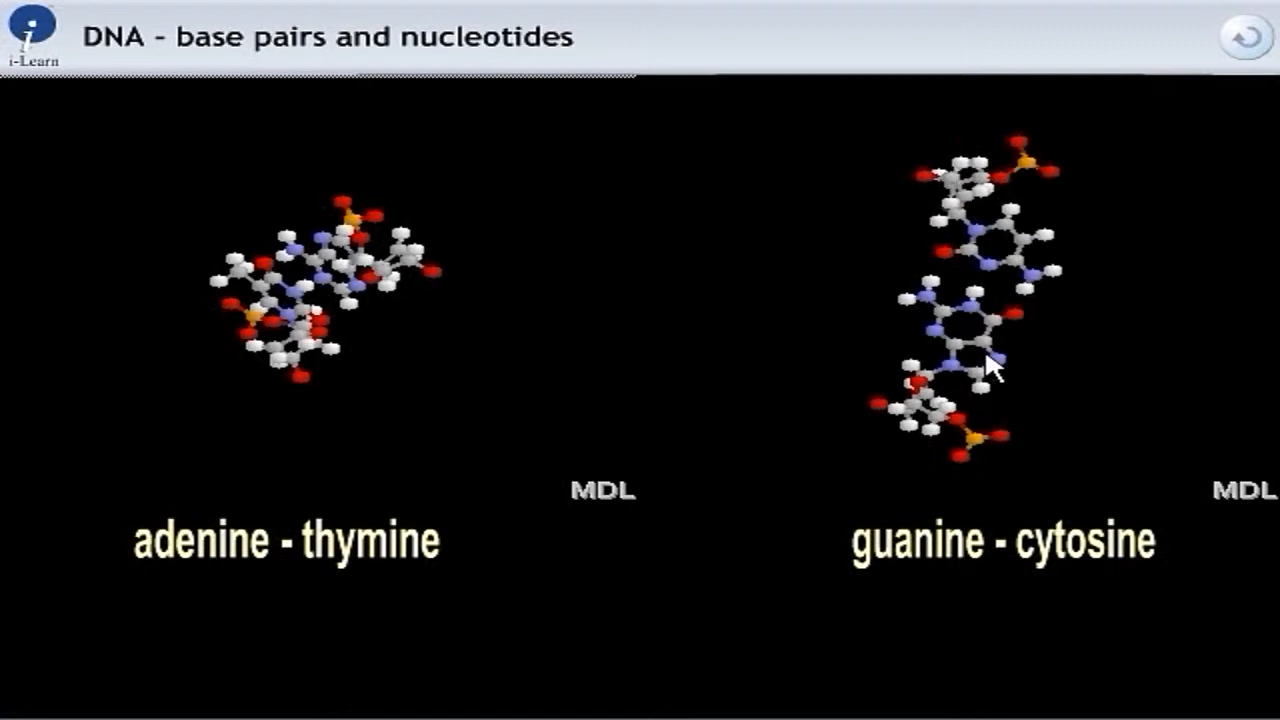 i
i-Learn
DNA - base pairs and nucleotides
MDL
MDL
adenine - thymine
guanine - cytosine